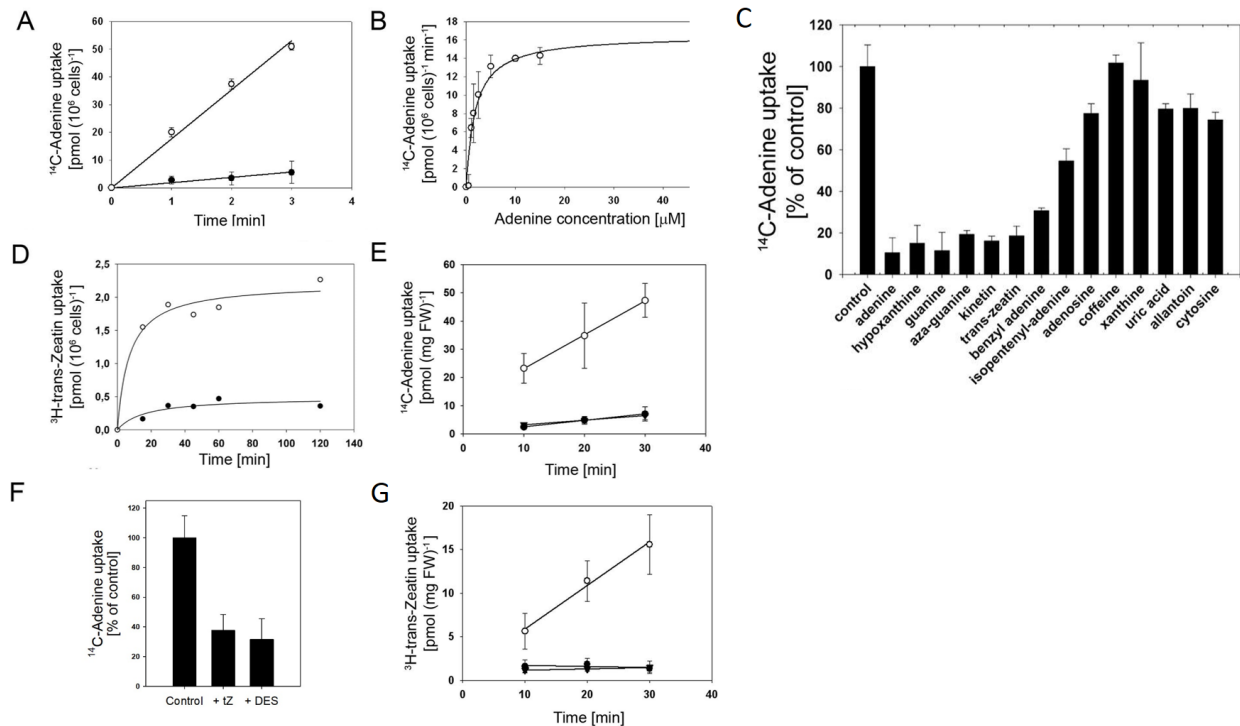 A
¹⁴C-Adenine uptake
[pmol (10⁶ cells)⁻¹]
60
50
40
30
20
10
0
0 1 2 3 4
Time [min]
B
¹⁴C-Adenine uptake
[pmol (10⁶ cells)⁻¹ min⁻¹]
18
16
14
12
10
8
6
4
2
0
0 10 20 30 40
Adenine concentration [µM]
C
¹⁴C-Adenine uptake
[% of control]
120
100
80
60
40
20
0
control
adenine
hypoxanthine
guanine
aza-guanine
kinetin
trans-zeatin
benzyl adenine
isopentenyl-adenine
adenosine
coffeine
xanthine
uric acid
allantoin
cytosine
D
³H-trans-Zeatin uptake
[pmol (10⁶ cells)⁻¹]
2,5
2,0
1,5
1,0
0,5
0,0
0 20 40 60 80 100 120 140
Time [min]
E
¹⁴C-Adenine uptake
[pmol (mg FW)⁻¹]
60
50
40
30
20
10
0
0 10 20 30 40
Time [min]
F
¹⁴C-Adenine uptake
[% of control]
120
100
80
60
40
20
0
Control + tZ + DES
G
³H-trans-Zeatin uptake
[pmol (mg FW)⁻¹]
20
15
10
5
0
0 10 20 30 40
Time [min]